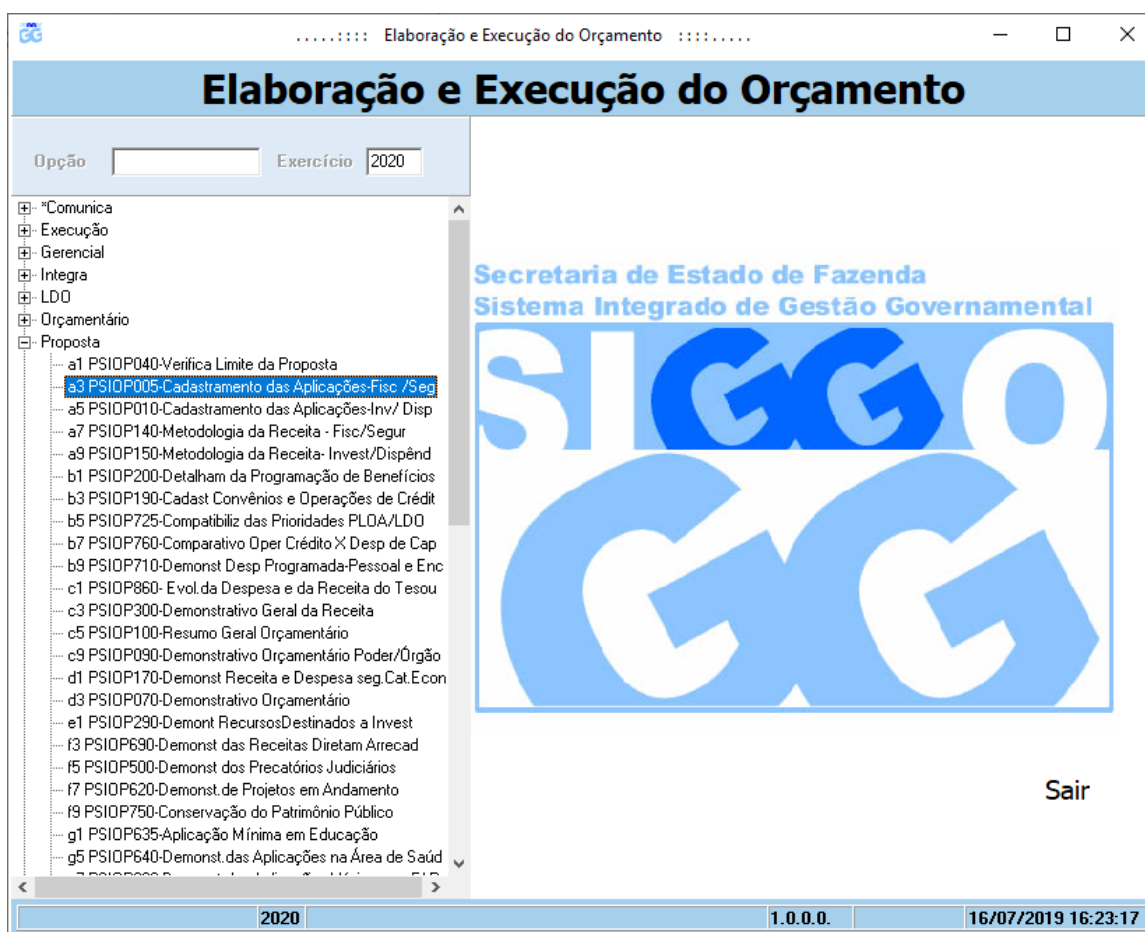 .....:::: Elaboração e Execução do Orçamento ::::.....
Elaboração e Execução do Orçamento
Opção Exercício 2020
*Comunica
Execução
Gerencial
Integra
LDO
Orçamentário
Proposta
a1 PSIOP040-Verifica Limite da Proposta
a3 PSIOP005-Cadastramento das Aplicações-Fisc /Seg
a5 PSIOP010-Cadastramento das Aplicações-Inv/ Disp
a7 PSIOP140-Metodologia da Receita - Fisc/Segur
a9 PSIOP150-Metodologia da Receita- Invest/Dispênd
b1 PSIOP200-Detalham da Programação de Benefícios
b3 PSIOP190-Cadast Convênios e Operações de Crédit
b5 PSIOP725-Compatibiliz das Prioridades PLOA/LDO
b7 PSIOP760-Comparativo Oper Crédito X Desp de Cap
b9 PSIOP710-Demonst Desp Programada-Pessoal e Enc
c1 PSIOP860- Evol.da Despesa e da Receita do Tesou
c3 PSIOP300-Demonstrativo Geral da Receita
c5 PSIOP100-Resumo Geral Orçamentário
c9 PSIOP090-Demonstrativo Orçamentário Poder/Órgão
d1 PSIOP170-Demonst Receita e Despesa seg.Cat.Econ
d3 PSIOP070-Demonstrativo Orçamentário
e1 PSIOP290-Demont RecursosDestinados a Invest
f3 PSIOP690-Demonst das Receitas Diretam Arrecad
f5 PSIOP500-Demonst dos Precatórios Judiciários
f7 PSIOP620-Demonst.de Projetos em Andamento
f9 PSIOP750-Conservação do Patrimônio Público
g1 PSIOP635-Aplicação Mínima em Educação
g5 PSIOP640-Demonst.das Aplicações na Área de Saúd
Secretaria de Estado de Fazenda
Sistema Integrado de Gestão Governamental
SIGGO
GG
Sair
2020 1.0.0.0. 16/07/2019 16:23:17